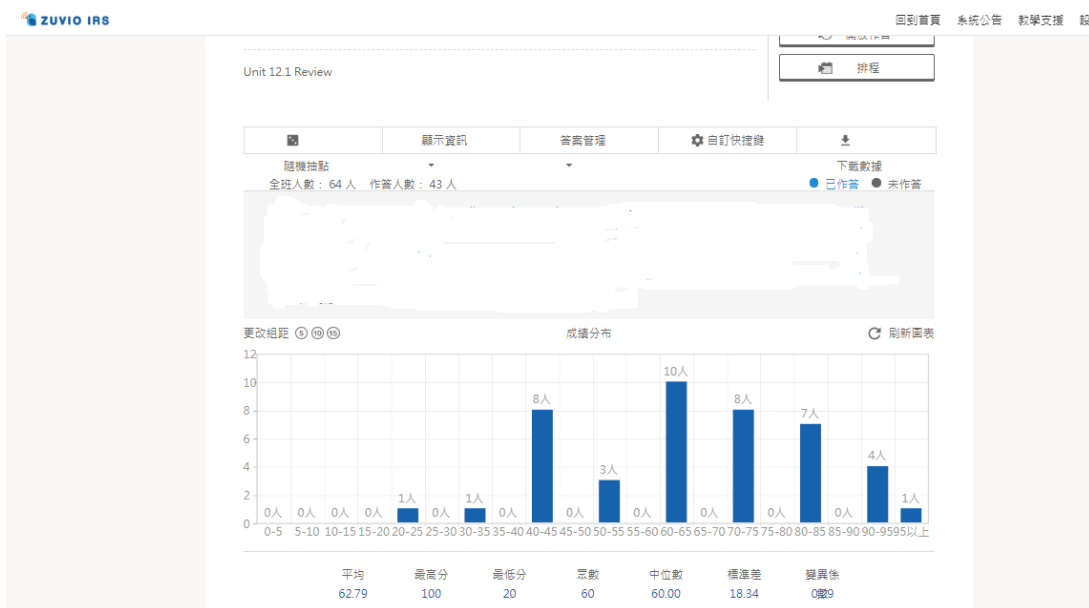 ZUVIO IRS 回到首頁 系統公告 教學支援
Unit 12.1 Review
排程
顯示資訊 答案管理 自訂快捷鍵
隨機抽點 下載數據
全班人數： 64 人 作答人數： 43 人 已作答 未作答
更改組距 5 10 15 成績分布 刷新圖表
12
10
8
6
4
2
0
0人 0人 0人 0人 1人 0人 1人 0人 8人 0人 3人 0人 10人 0人 8人 0人 7人 0人 4人 1人
0-5 5-10 10-15 15-20 20-25 25-30 30-35 35-40 40-45 45-50 50-55 55-60 60-65 65-70 70-75 75-80 80-85 85-90 90-95 95以上
平均 最高分 最低分 眾數 中位數 標準差 變異係數
62.79 100 20 60 60.00 18.34 0.29